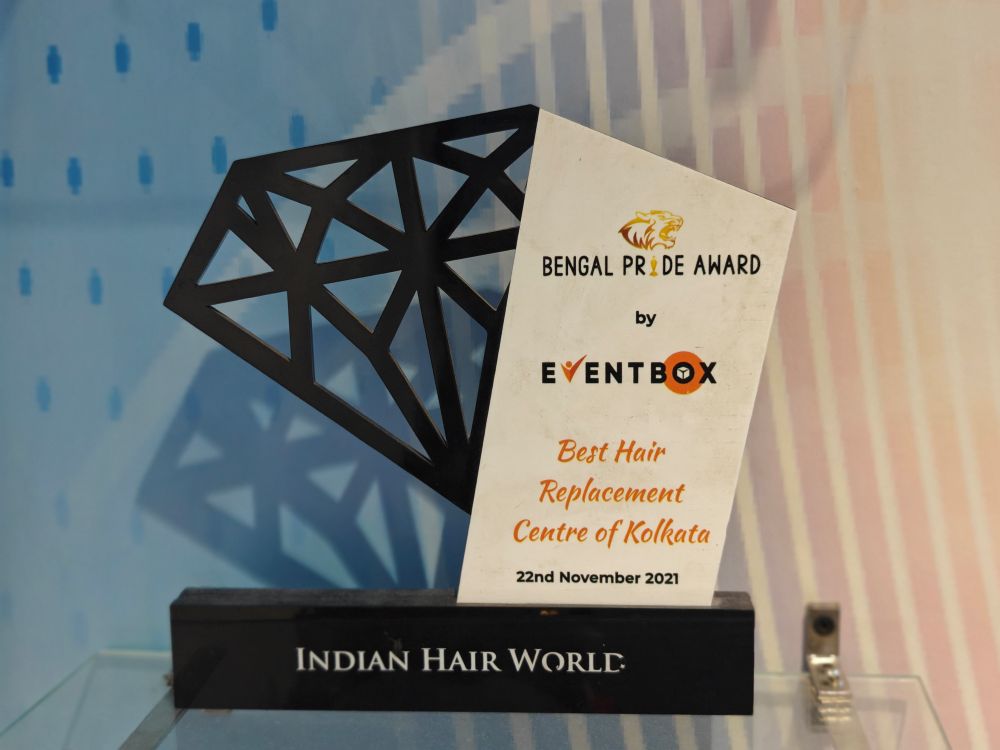 BENGAL PRIDE AWARD
by
EVENTBOX
Best Hair
Replacement
Centre of Kolkata
22nd November 2021
INDIAN HAIR WORLD